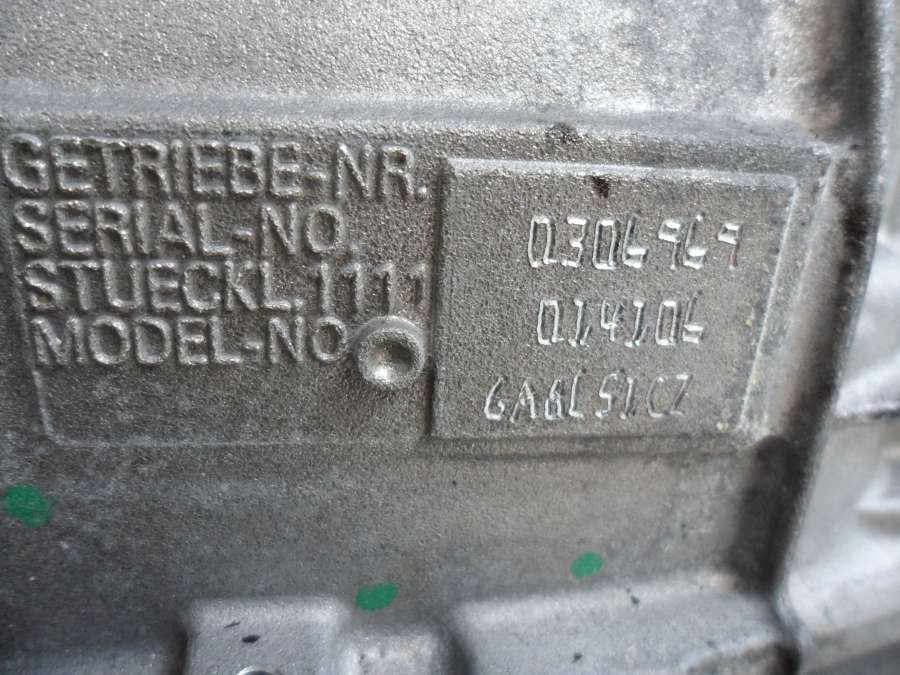 GETRIEBE-NR.
SERIAL-NO. 0306969
STUECKL.1111 014106
MODEL-NO. GA6L51CZ